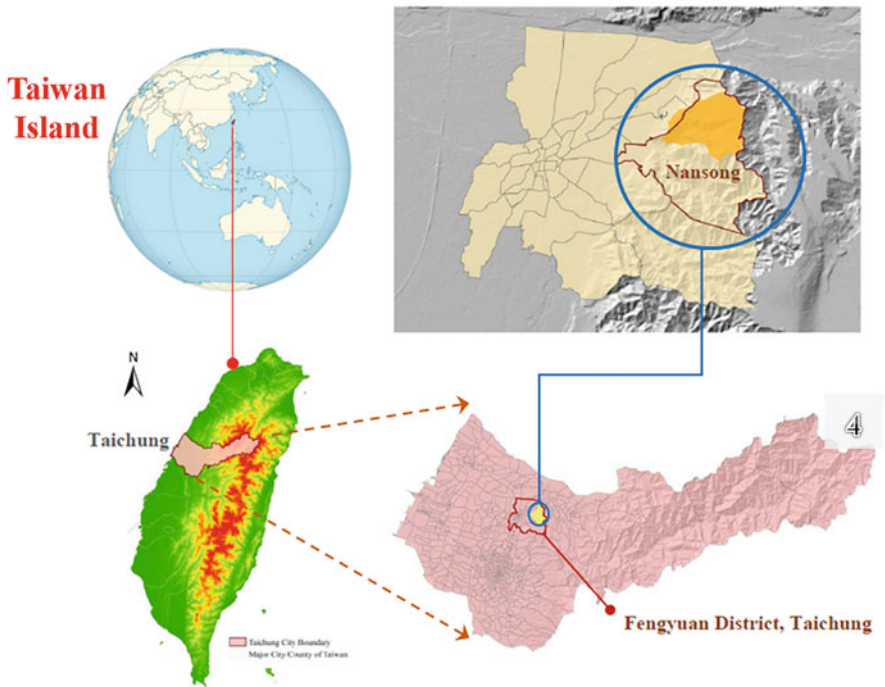 Taiwan
Island
Nansong
N
Taichung
4
Taichung City Boundary
Major City/County of Taiwan
Fengyuan District, Taichung